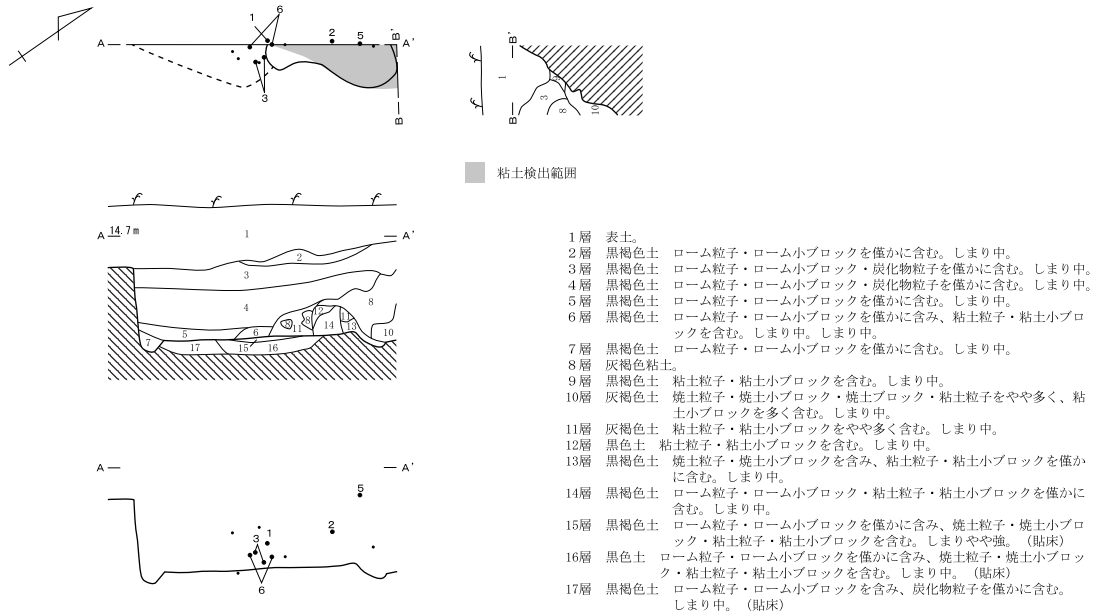 6
1
2
5
A
A'
B'
3
B
B'
1
9
3
8
10
B
粘土検出範囲
14.7m
A
A'
1
2
3
4
8
12
11
9
8
11
14
13
10
5
6
7
17
15
16
A
A'
5
2
3
1
6
1層 表土。
2層 黒褐色土 ローム粒子・ローム小ブロックを僅かに含む。しまり中。
3層 黒褐色土 ローム粒子・ローム小ブロック・炭化物粒子を僅かに含む。しまり中。
4層 黒褐色土 ローム粒子・ローム小ブロック・炭化物粒子を僅かに含む。しまり中。
5層 黒褐色土 ローム粒子・ローム小ブロックを僅かに含む。しまり中。
6層 黒褐色土 ローム粒子・ローム小ブロックを僅かに含み、粘土粒子・粘土小ブロ
ックを含む。しまり中。しまり中。
7層 黒褐色土 ローム粒子・ローム小ブロックを僅かに含む。しまり中。
8層 灰褐色粘土。
9層 黒褐色土 粘土粒子・粘土小ブロックを含む。しまり中。
10層 灰褐色土 焼土粒子・焼土小ブロック・焼土ブロック・粘土粒子をやや多く、粘
土小ブロックを多く含む。しまり中。
11層 灰褐色土 粘土粒子・粘土小ブロックをやや多く含む。しまり中。
12層 黒色土 粘土粒子・粘土小ブロックを含む。しまり中。
13層 黒褐色土 焼土粒子・焼土小ブロックを含み、粘土粒子・粘土小ブロックを僅か
に含む。しまり中。
14層 黒褐色土 ローム粒子・ローム小ブロック・粘土粒子・粘土小ブロックを僅かに
含む。しまり中。
15層 黒褐色土 ローム粒子・ローム小ブロックを僅かに含み、焼土粒子・焼土小ブロ
ック・粘土粒子・粘土小ブロックを含む。しまりやや強。（貼床）
16層 黒色土 ローム粒子・ローム小ブロックを僅かに含み、焼土粒子・焼土小ブロッ
ク・粘土粒子・粘土小ブロックを含む。しまり中。（貼床）
17層 黒褐色土 ローム粒子・ローム小ブロックを含み、炭化物粒子を僅かに含む。
しまり中。（貼床）